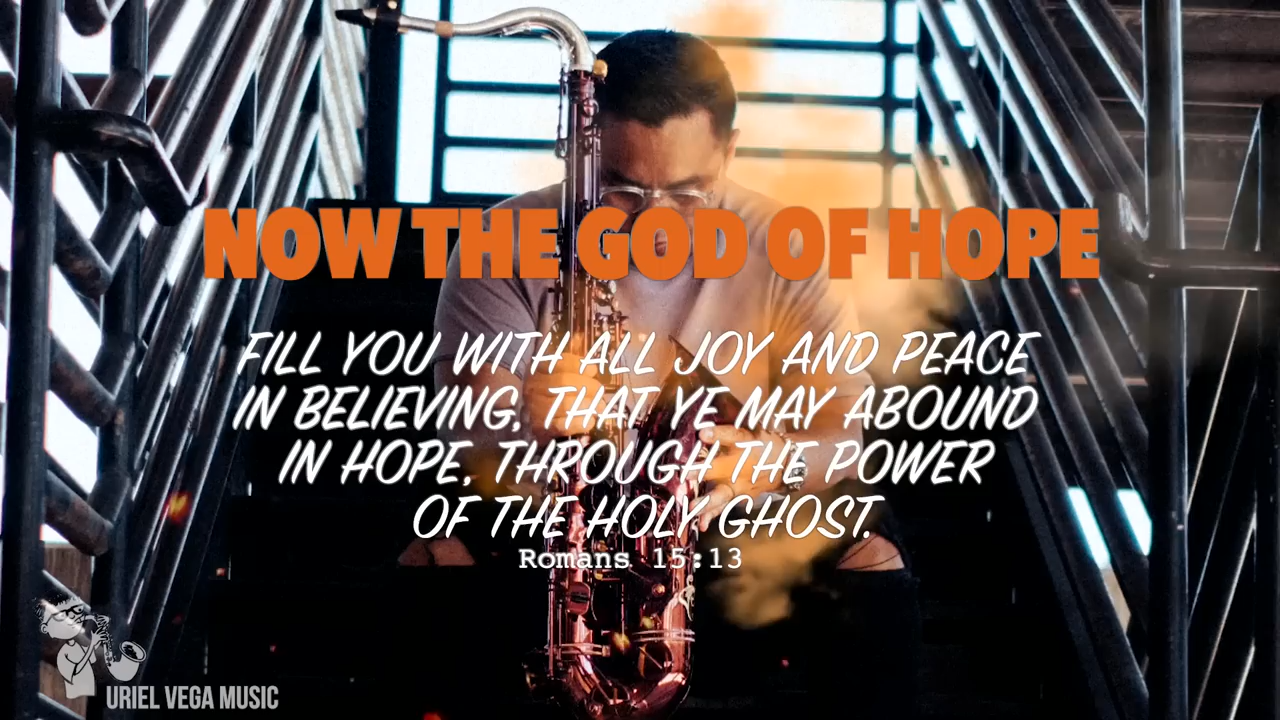 NOW THE GOD OF HOPE
FILL YOU WITH ALL JOY AND PEACE
IN BELIEVING, THAT YE MAY ABOUND
IN HOPE, THROUGH THE POWER
OF THE HOLY GHOST.
Romans 15:13
URIEL VEGA MUSIC